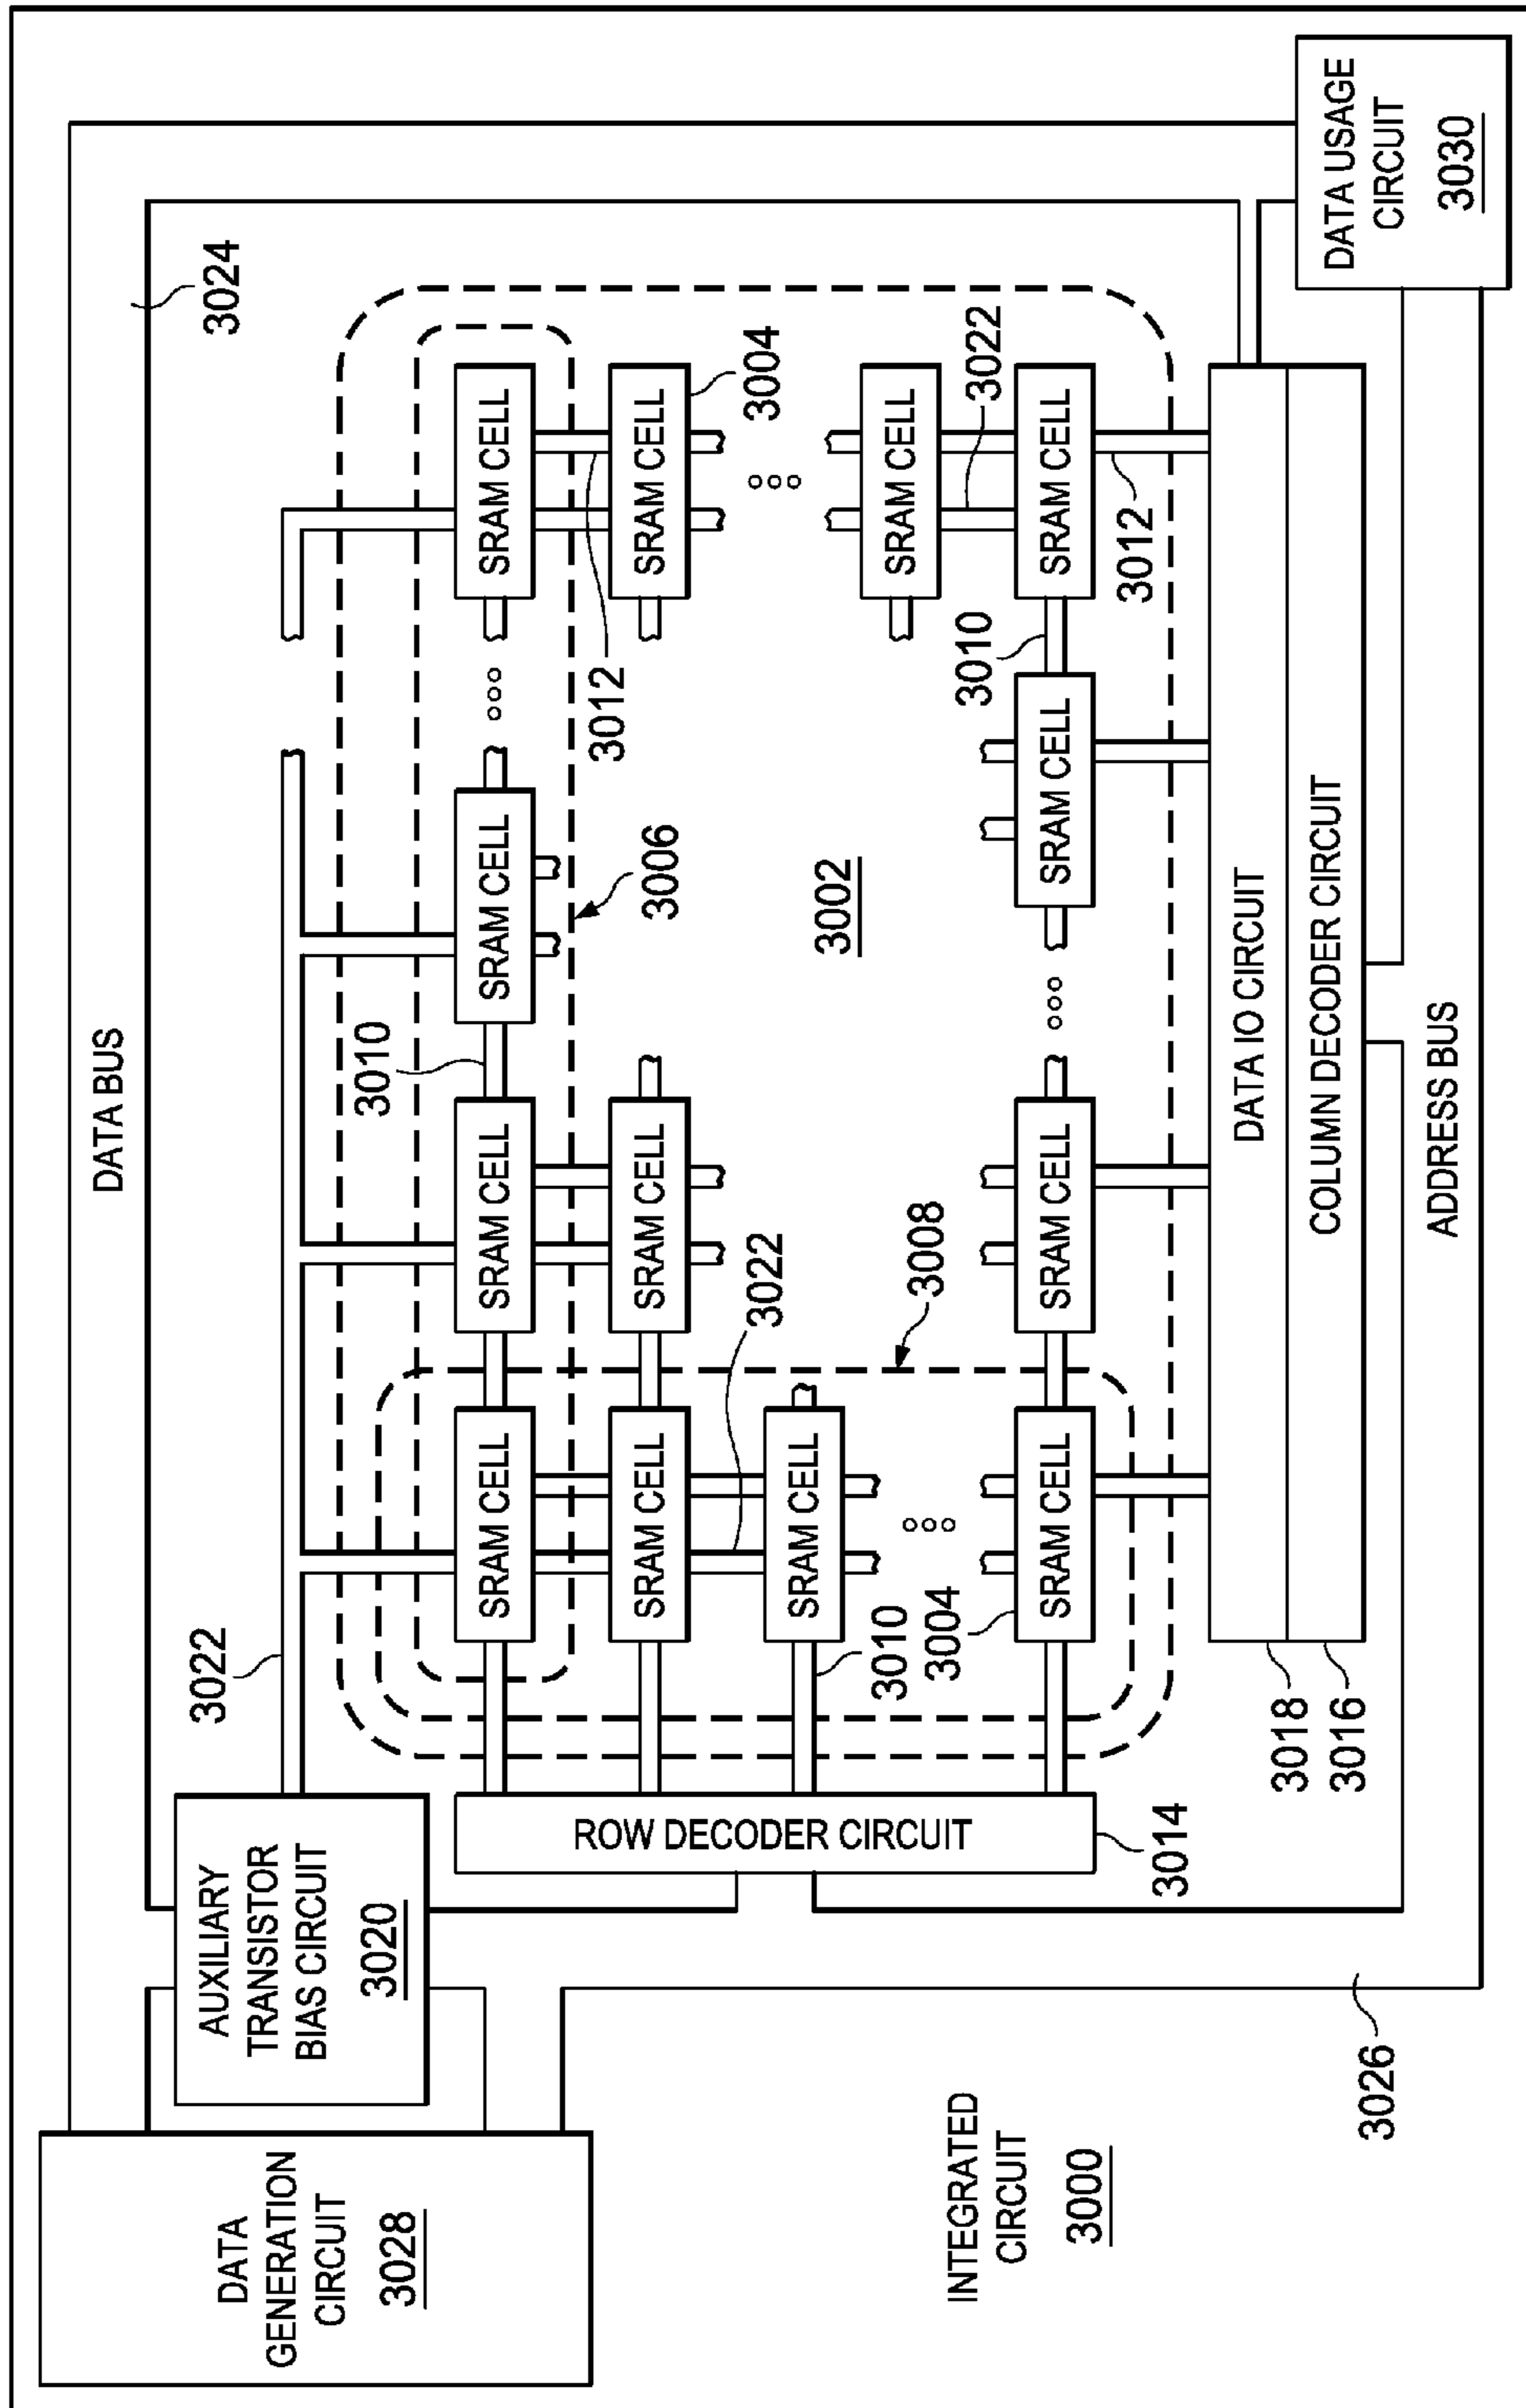 DATA BUS
DATA
GENERATION
CIRCUIT
3028
AUXILIARY
TRANSISTOR
BIAS CIRCUIT
3020
3022
3024
3010
SRAM CELL
SRAM CELL
SRAM CELL
SRAM CELL
3012
3006
SRAM CELL
SRAM CELL
SRAM CELL
3022
3004
ROW DECODER CIRCUIT
SRAM CELL
3002
3010
SRAM CELL
3008
3004
3010
3022
SRAM CELL
SRAM CELL
SRAM CELL
SRAM CELL
3012
3014
INTEGRATED
CIRCUIT
3000
DATA IO CIRCUIT
3018
COLUMN DECODER CIRCUIT
3016
DATA USAGE
CIRCUIT
3030
3026
ADDRESS BUS